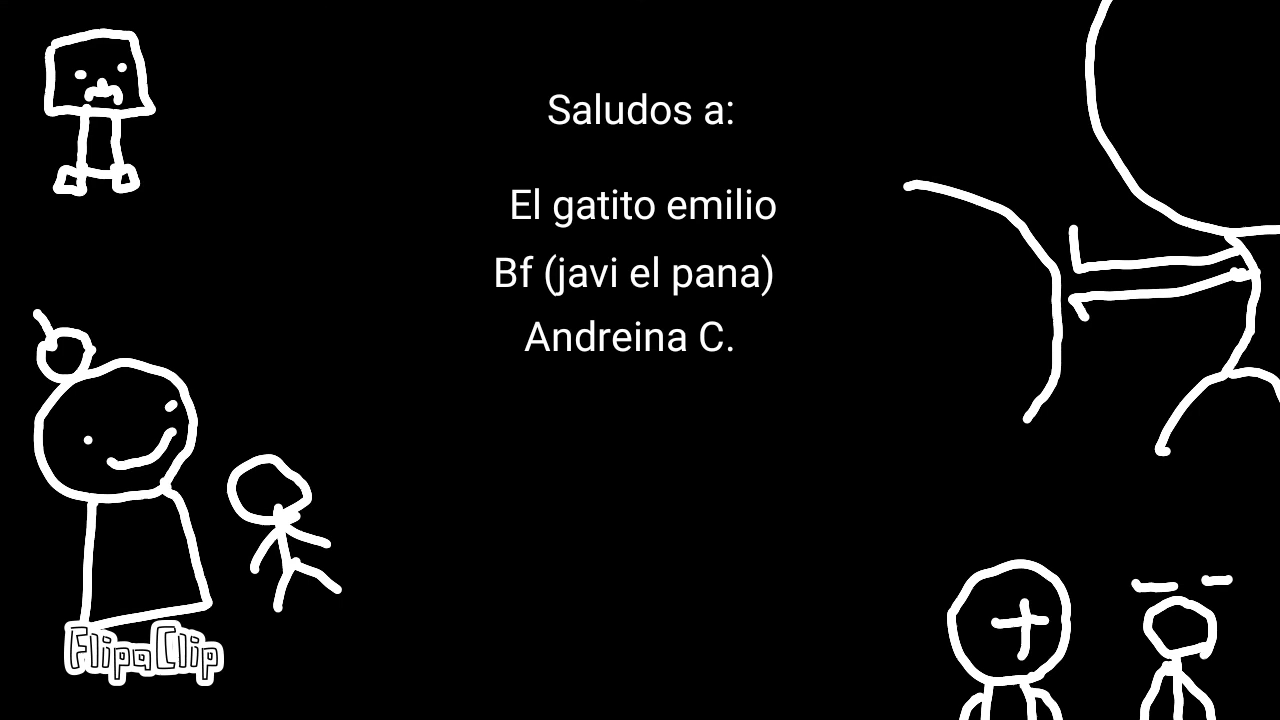 Saludos a:
El gatito emilio
Bf (javi el pana)
Andreina C.
FlipaClip